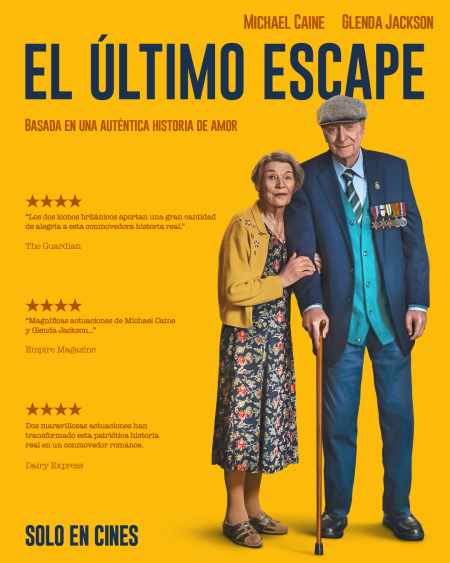 MICHAEL CAINE GLENDA JACKSON
EL ÚLTIMO ESCAPE
BASADA EN UNA AUTÉNTICA HISTORIA DE AMOR
“Los dos iconos británicos aportan una gran cantidad
de alegría a esta conmovedora historia real.”
The Guardian
“Magníficas actuaciones de Michael Caine
y Glenda Jackson...”
Empire Magazine
Dos maravillosas actuaciones han
transformado esta patriótica historia
real en un conmovedor romance.
Dairy Express
SOLO EN CINES